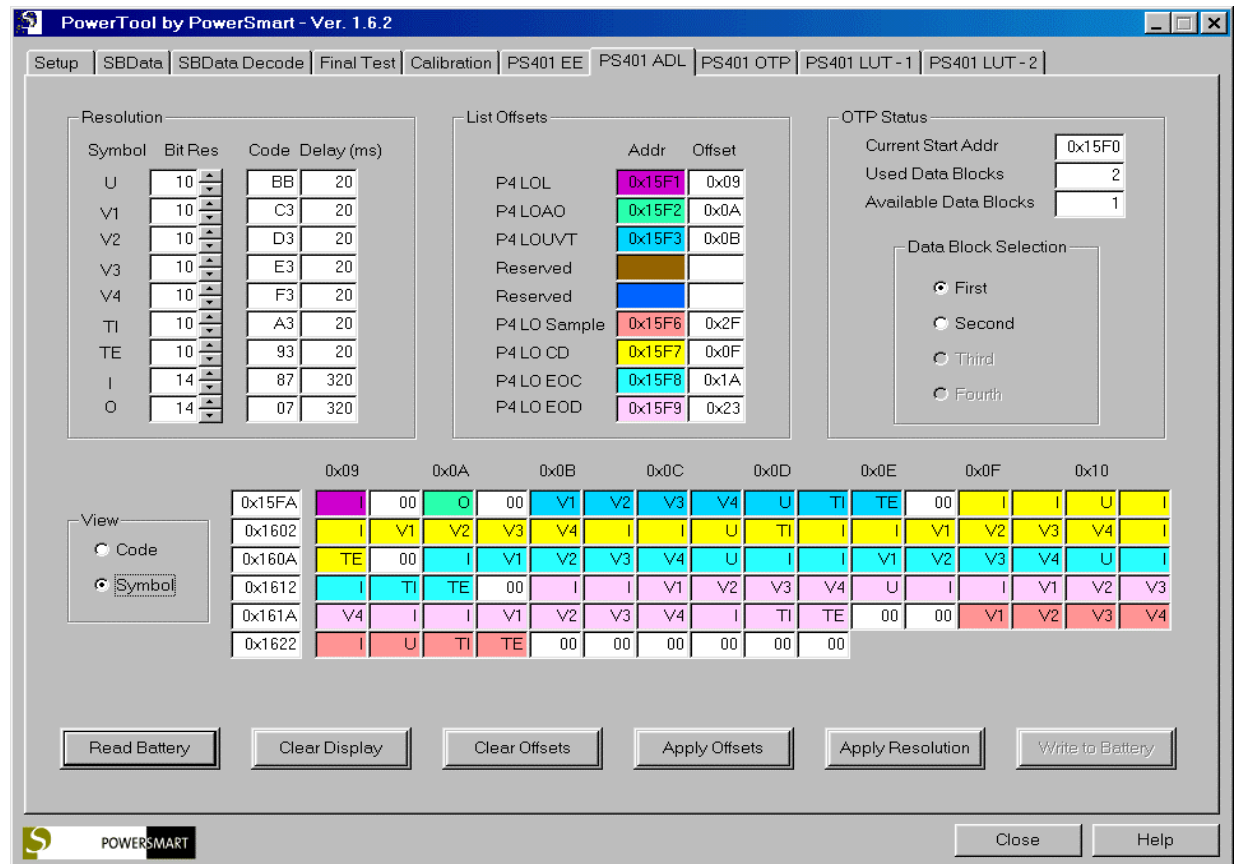 PowerTool by PowerSmart - Ver. 1.6.2
Setup SBData SBData Decode Final Test Calibration PS401 EE PS401 ADL PS401 OTP PS401 LUT - 1 PS401 LUT - 2
Resolution
Symbol Bit Res Code Delay (ms)
U 10 BB 20
V1 10 C3 20
V2 10 D3 20
V3 10 E3 20
V4 10 F3 20
TI 10 A3 20
TE 10 93 20
I 14 87 320
O 14 07 320
List Offsets
Addr Offset
P4 LOL 0x15F1 0x09
P4 LOAO 0x15F2 0x0A
P4 LOUVT 0x15F3 0x0B
Reserved
Reserved
P4 LO Sample 0x15F6 0x2F
P4 LO CD 0x15F7 0x0F
P4 LO EOC 0x15F8 0x1A
P4 LO EOD 0x15F9 0x23
OTP Status
Current Start Addr 0x15F0
Used Data Blocks 2
Available Data Blocks 1
Data Block Selection
First
Second
Third
Fourth
View
Code
Symbol
0x09 0x0A 0x0B 0x0C 0x0D 0x0E 0x0F 0x10
0x15FA I 00 O 00 V1 V2 V3 V4 U TI TE 00 I I U I
0x1602 I V1 V2 V3 V4 I I U TI I I V1 V2 V3 V4 I
0x160A TE 00 I V1 V2 V3 V4 U I I V1 V2 V3 V4 U I
0x1612 I TI TE 00 I I V1 V2 V3 V4 U I I V1 V2 V3
0x161A V4 I I V1 V2 V3 V4 I TI TE 00 00 V1 V2 V3 V4
0x1622 I U TI TE 00 00 00 00 00 00
Read Battery Clear Display Clear Offsets Apply Offsets Apply Resolution Write to Battery
POWERSMART
Close Help